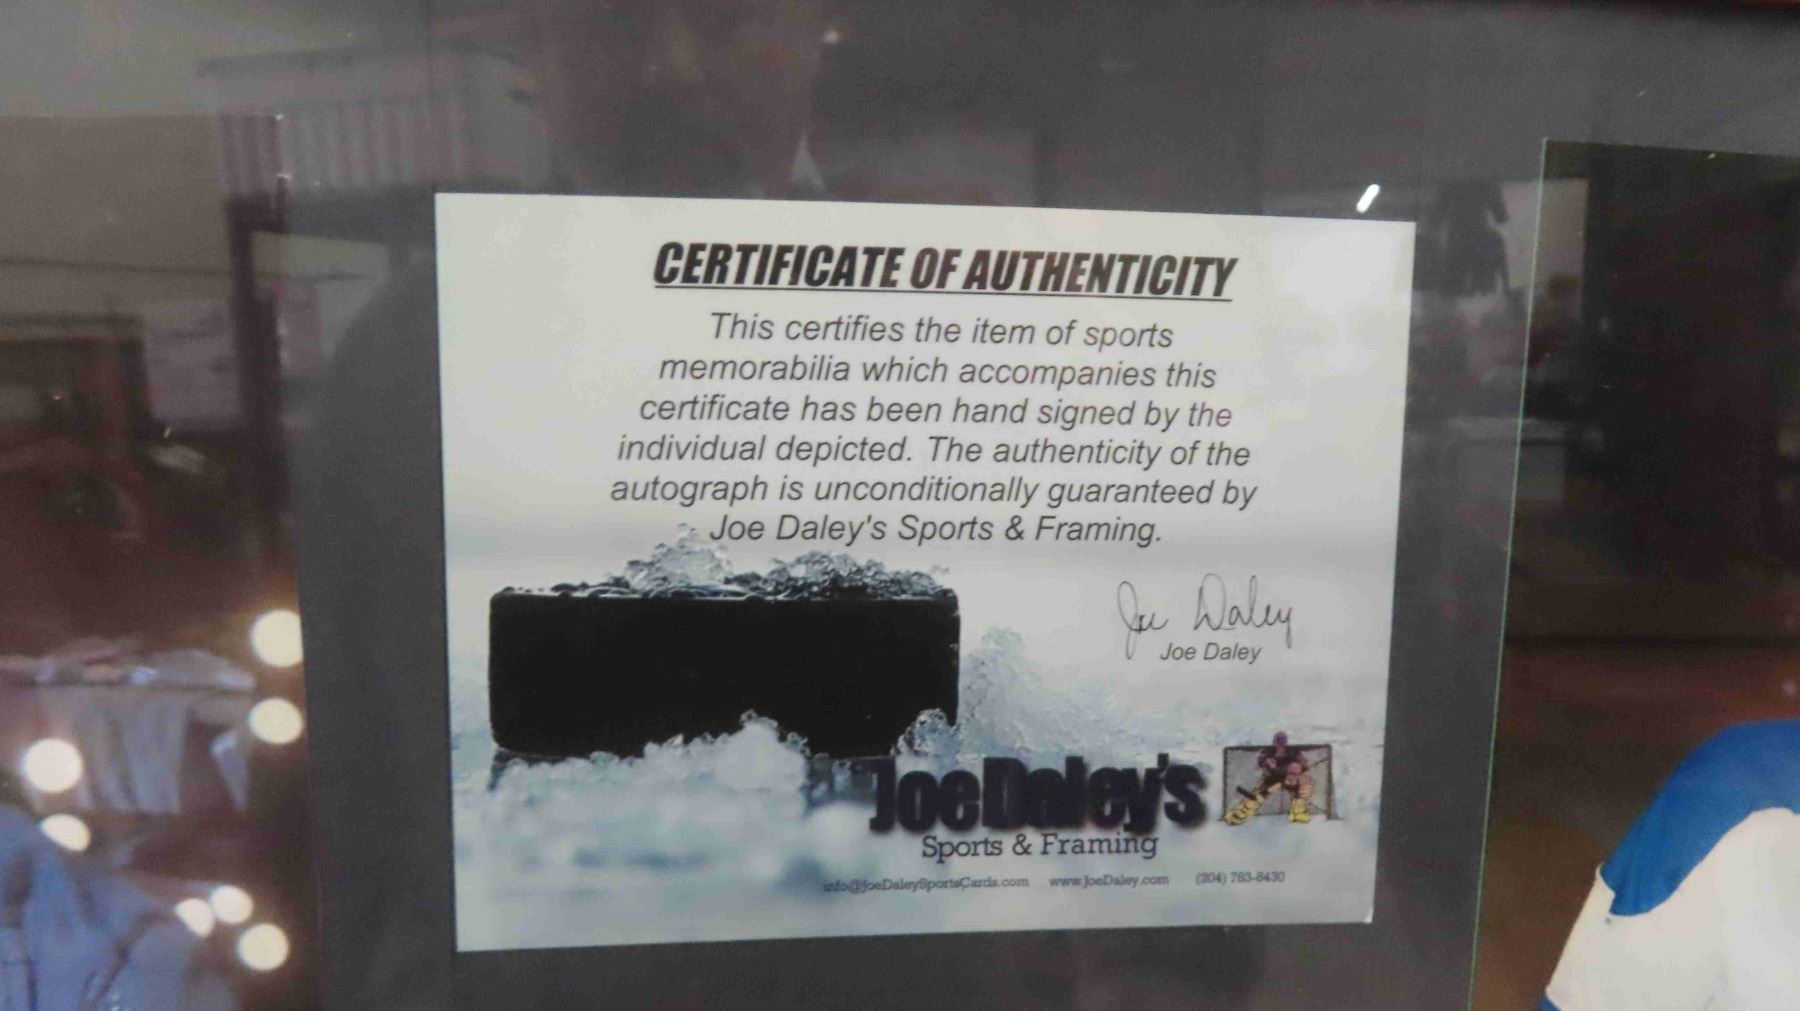 CERTIFICATE OF AUTHENTICITY
This certifies the item of sports
memorabilia which accompanies this
certificate has been hand signed by the
individual depicted. The authenticity of the
autograph is unconditionally guaranteed by
Joe Daley's Sports & Framing.
Joe Daley
Joe Daley
Joe Daley's
Sports & Framing
info@JoeDaleySportsCards.com www.JoeDaley.com (204) 783-8430